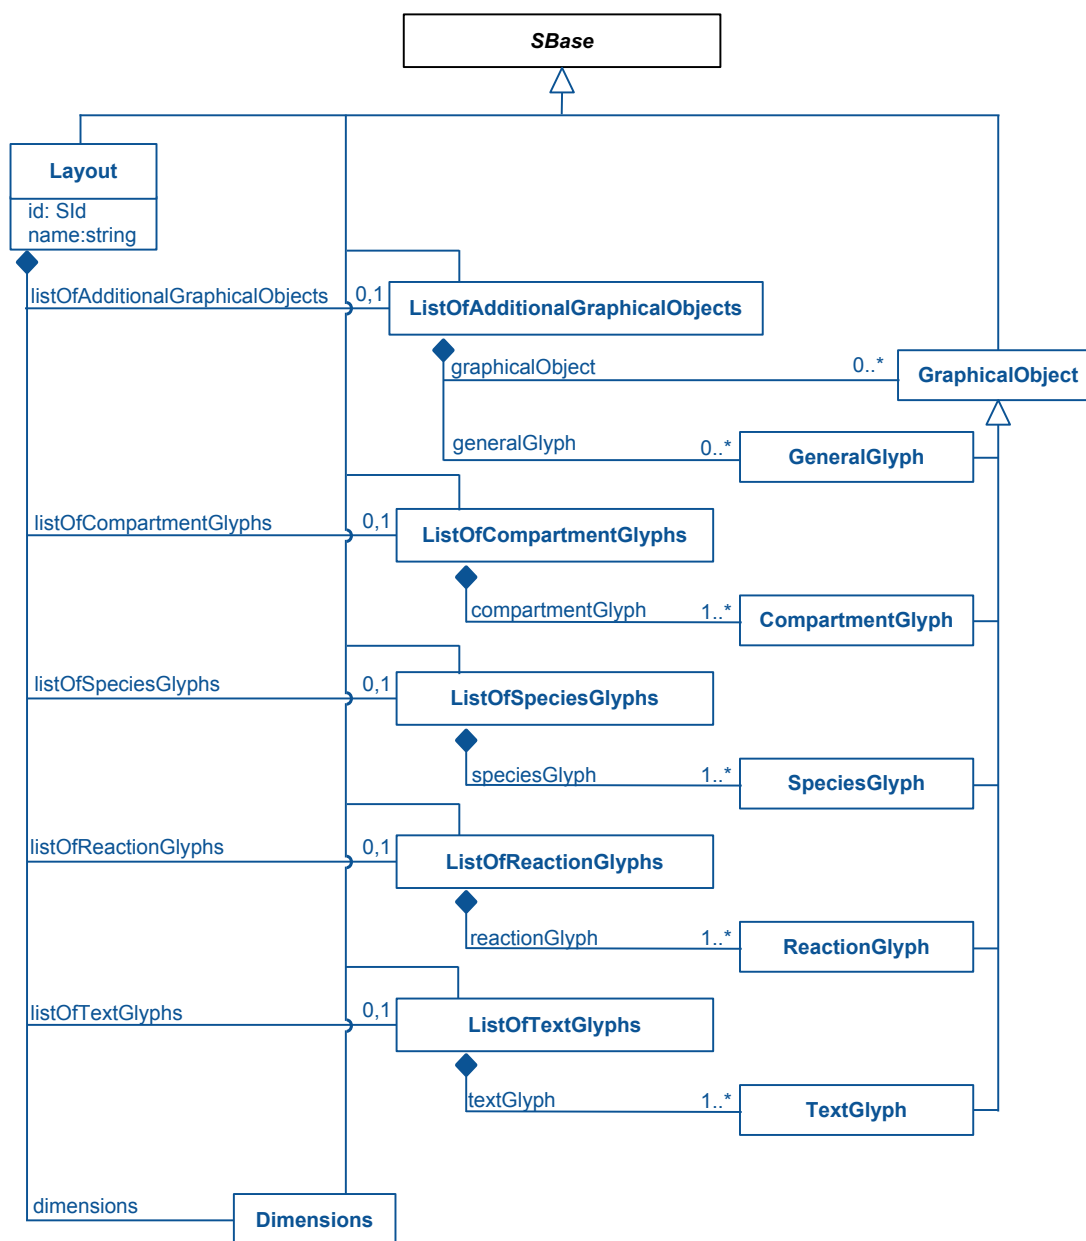 SBase
Layout
id: SId
name:string
listOfAdditionalGraphicalObjects 0,1
ListOfAdditionalGraphicalObjects
graphicalObject 0..*
GraphicalObject
generalGlyph 0..*
GeneralGlyph
listOfCompartmentGlyphs 0,1
ListOfCompartmentGlyphs
compartmentGlyph 1..*
CompartmentGlyph
listOfSpeciesGlyphs 0,1
ListOfSpeciesGlyphs
speciesGlyph 1..*
SpeciesGlyph
listOfReactionGlyphs 0,1
ListOfReactionGlyphs
reactionGlyph 1..*
ReactionGlyph
listOfTextGlyphs 0,1
ListOfTextGlyphs
textGlyph 1..*
TextGlyph
dimensions
Dimensions